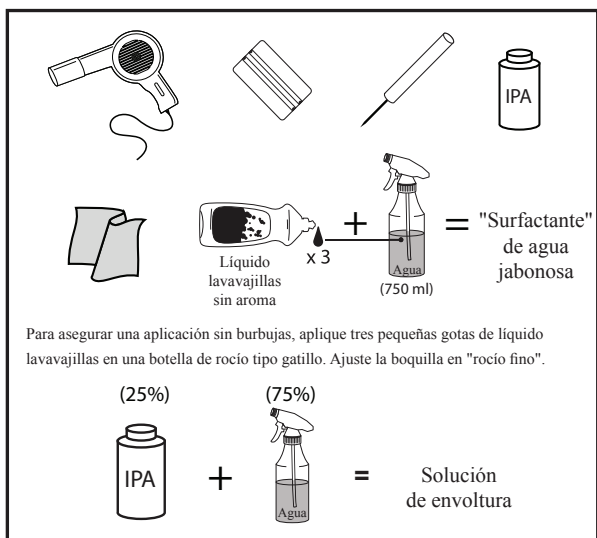 IPA
Líquido
lavavajillas
sin aroma
x 3
+
Agua
(750 ml)
=
"Surfactante"
de agua
jabonosa
Para asegurar una aplicación sin burbujas, aplique tres pequeñas gotas de líquido
lavavajillas en una botella de rocío tipo gatillo. Ajuste la boquilla en "rocío fino".
(25%)
(75%)
IPA
+
Agua
=
Solución
de envoltura